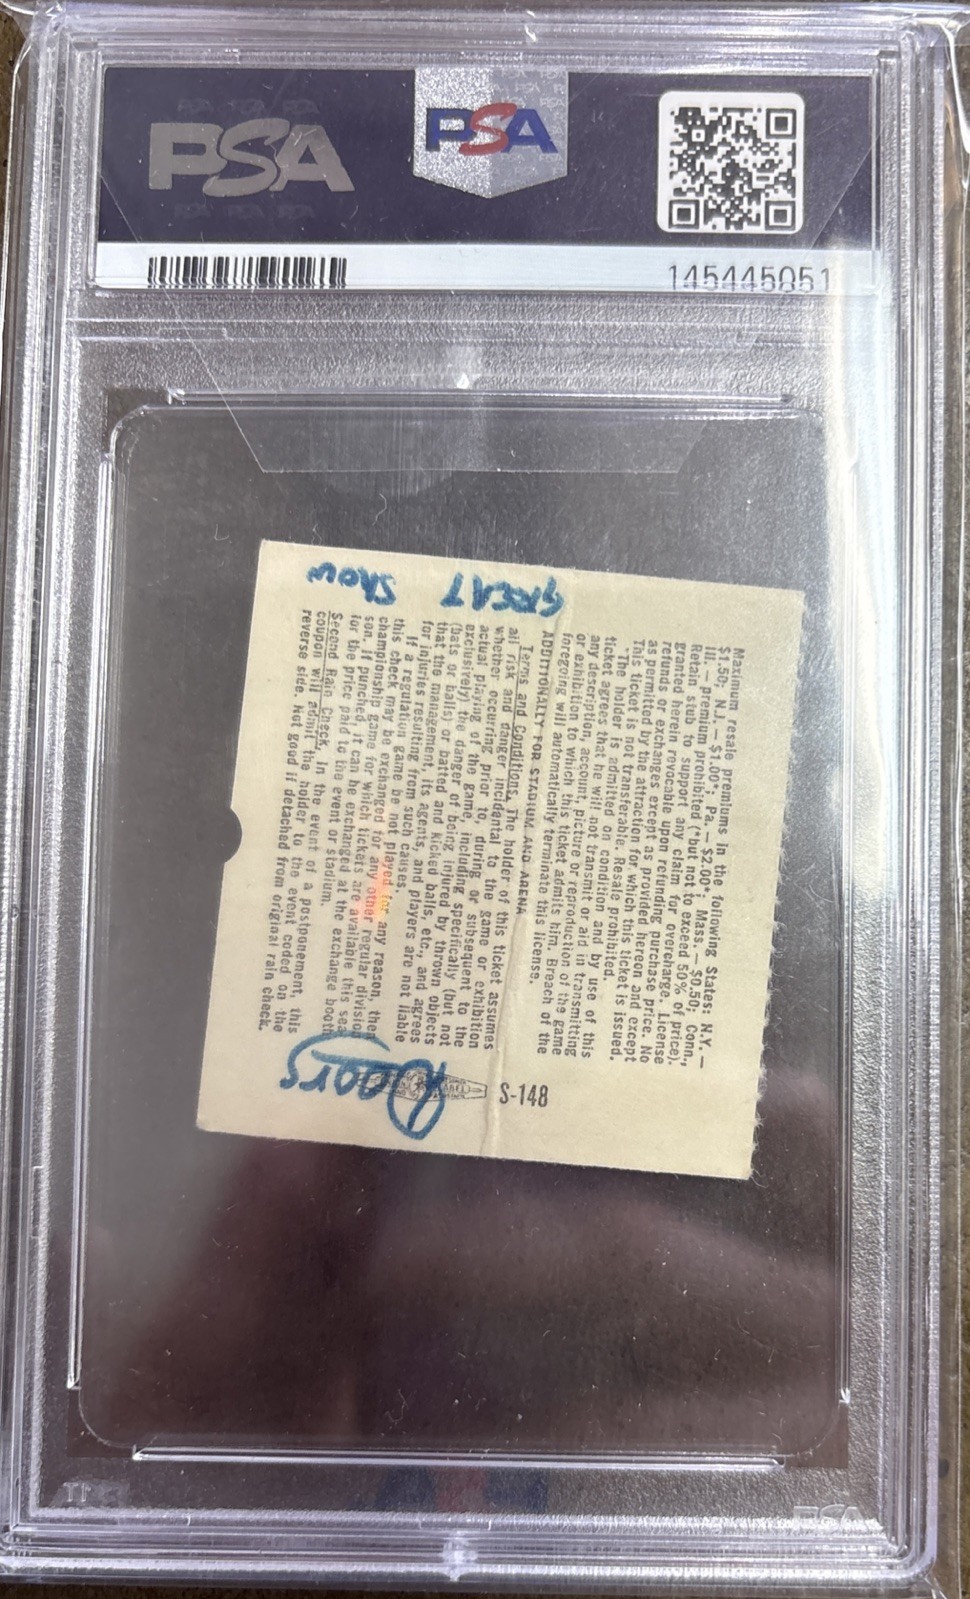 PSA
PSA
145445051
GREAT SHOW
Maximum resale premiums in the following States: N.Y. —
$1.50; N.J. — $1.00*; Pa. — $2.00*; Mass. — $0.50; Conn.,
Ill. — premium prohibited (*but not to exceed 50% of price).
Retain stub to support any claim for overcharge. License
granted herein revocable upon refunding purchase price. No
refunds or exchanges except as provided hereon and except
as permitted by the attraction for which this ticket is issued.
This ticket is not transferable. Resale prohibited.
The holder is admitted on condition and by use of this
ticket agrees that he will not transmit or aid in transmitting
any description, account, picture or reproduction of the game
or exhibition to which this ticket admits him. Breach of the
foregoing will automatically terminate this license.
ADDITIONALLY FOR STADIUM AND ARENA
Terms and Conditions. The holder of this ticket assumes
all risk and danger incidental to the game or exhibition
whether occurring prior to, during or subsequent to the
actual playing of the game, including specifically (but not
exclusively) the danger of being injured by thrown objects
(bats or balls) or batted and kicked balls, etc., and agrees
that the management, its agents, and players are not liable
for injuries resulting from such causes.
If a regulation game be not played for any reason, then
this check may be exchanged for any other regular division
championship game for which tickets are available this sea-
son. If punched, it can be exchanged at the exchange booth
for the price paid to the event or stadium.
Second Rain Check. In the event of a postponement, this
coupon will admit the holder to the event coded on the
reverse side. Not good if detached from original rain check.
S-148
Doors
PSA